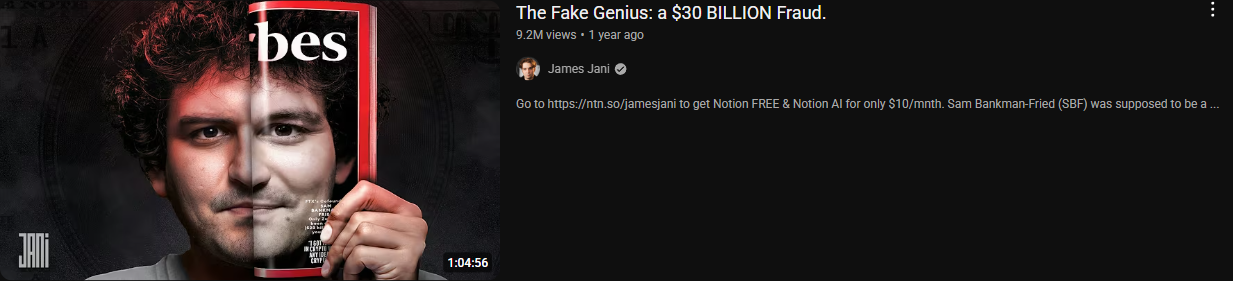 bes
FTX's
SAM
JANI
1:04:56
The Fake Genius: a $30 BILLION Fraud.
9.2M views • 1 year ago
James Jani
Go to https://ntn.so/jamesjani to get Notion FREE & Notion AI for only $10/mnth. Sam Bankman-Fried (SBF) was supposed to be a ...